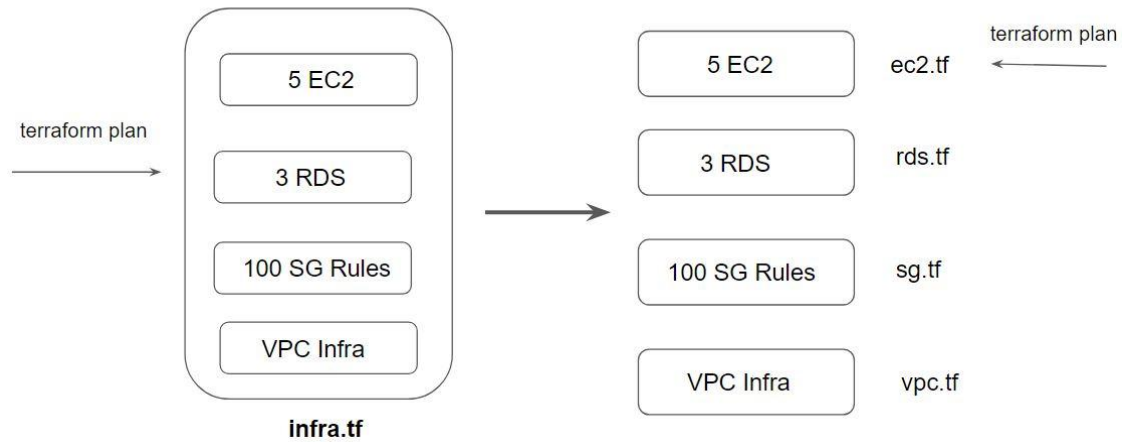 terraform plan
5 EC2
3 RDS
100 SG Rules
VPC Infra
infra.tf
terraform plan
5 EC2
ec2.tf
3 RDS
rds.tf
100 SG Rules
sg.tf
VPC Infra
vpc.tf